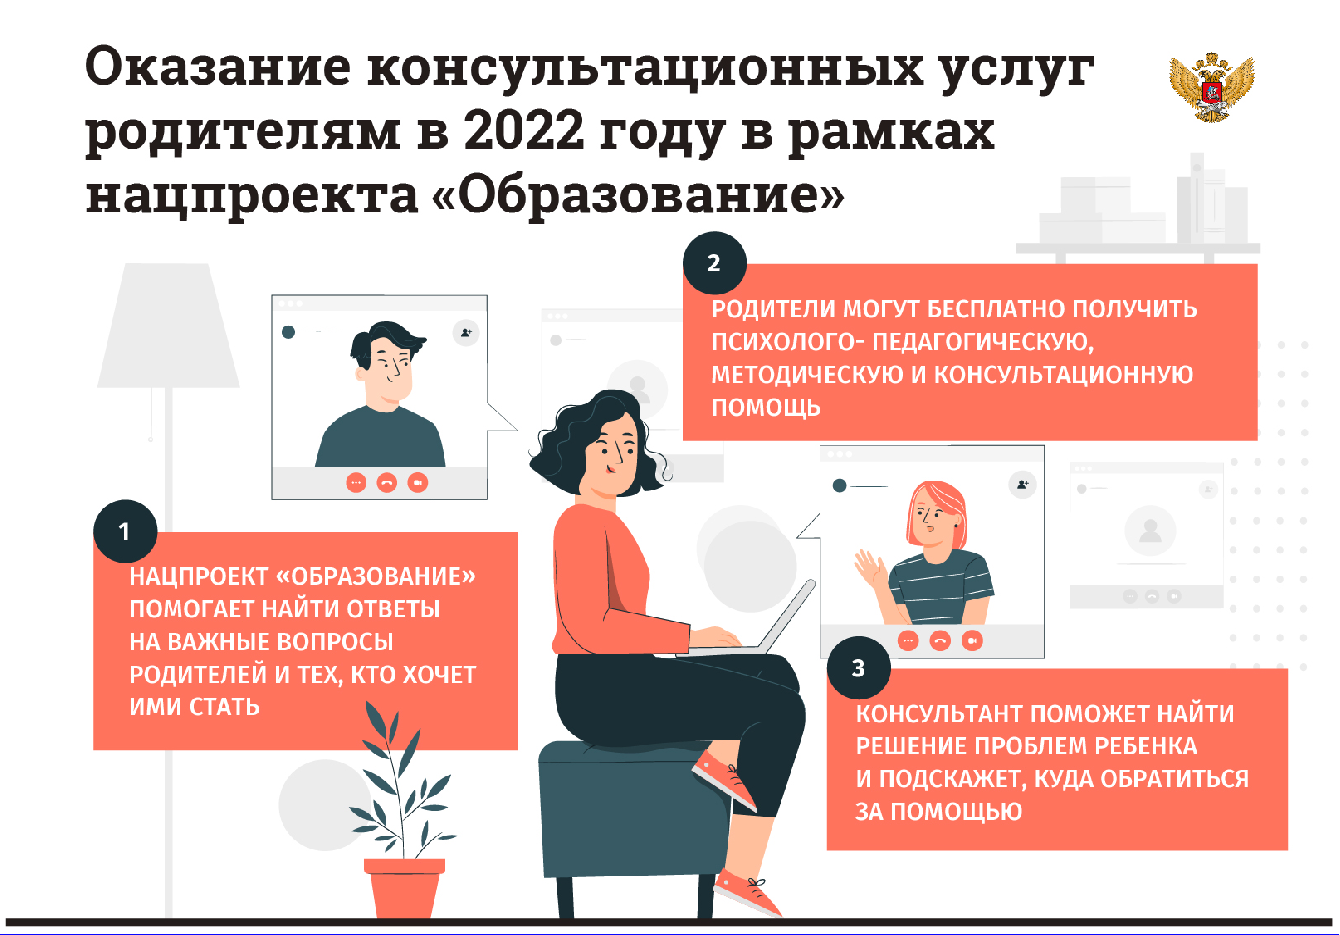 Оказание консультационных услуг
родителям в 2022 году в рамках
нацпроекта «Образование»
1
НАЦПРОЕКТ «ОБРАЗОВАНИЕ»
ПОМОГАЕТ НАЙТИ ОТВЕТЫ
НА ВАЖНЫЕ ВОПРОСЫ
РОДИТЕЛЕЙ И ТЕХ, КТО ХОЧЕТ
ИМИ СТАТЬ
2
РОДИТЕЛИ МОГУТ БЕСПЛАТНО ПОЛУЧИТЬ
ПСИХОЛОГО- ПЕДАГОГИЧЕСКУЮ,
МЕТОДИЧЕСКУЮ И КОНСУЛЬТАЦИОННУЮ
ПОМОЩЬ
3
КОНСУЛЬТАНТ ПОМОЖЕТ НАЙТИ
РЕШЕНИЕ ПРОБЛЕМ РЕБЕНКА
И ПОДСКАЖЕТ, КУДА ОБРАТИТЬСЯ
ЗА ПОМОЩЬЮ